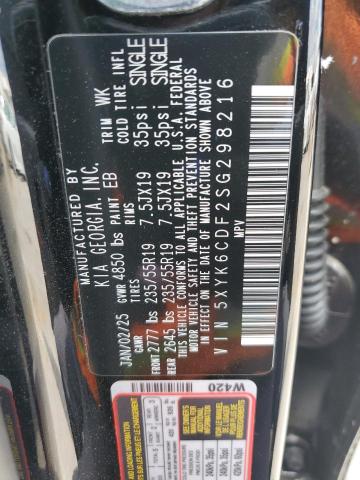 KIA GEORGIA, INC.
JAN/02/25 GVWR 4850 lbs PAINT EB TRIM WK
GAWR TIRES COLD TIRE INFL
FRONT 2777 lbs 235/55R19 7.5JX19 35psi SINGLE
REAR 2645 lbs 235/55R19 7.5JX19 35psi SINGLE
THIS VEHICLE CONFORMS TO ALL APPLICABLE U.S.A. FEDERAL
MOTOR VEHICLE SAFETY AND THEFT PREVENTION STANDARDS
IN EFFECT ON THE DATE OF MANUFACTURE SHOWN ABOVE
VIN:5XYK6CDF2SG298216
MPV
W420